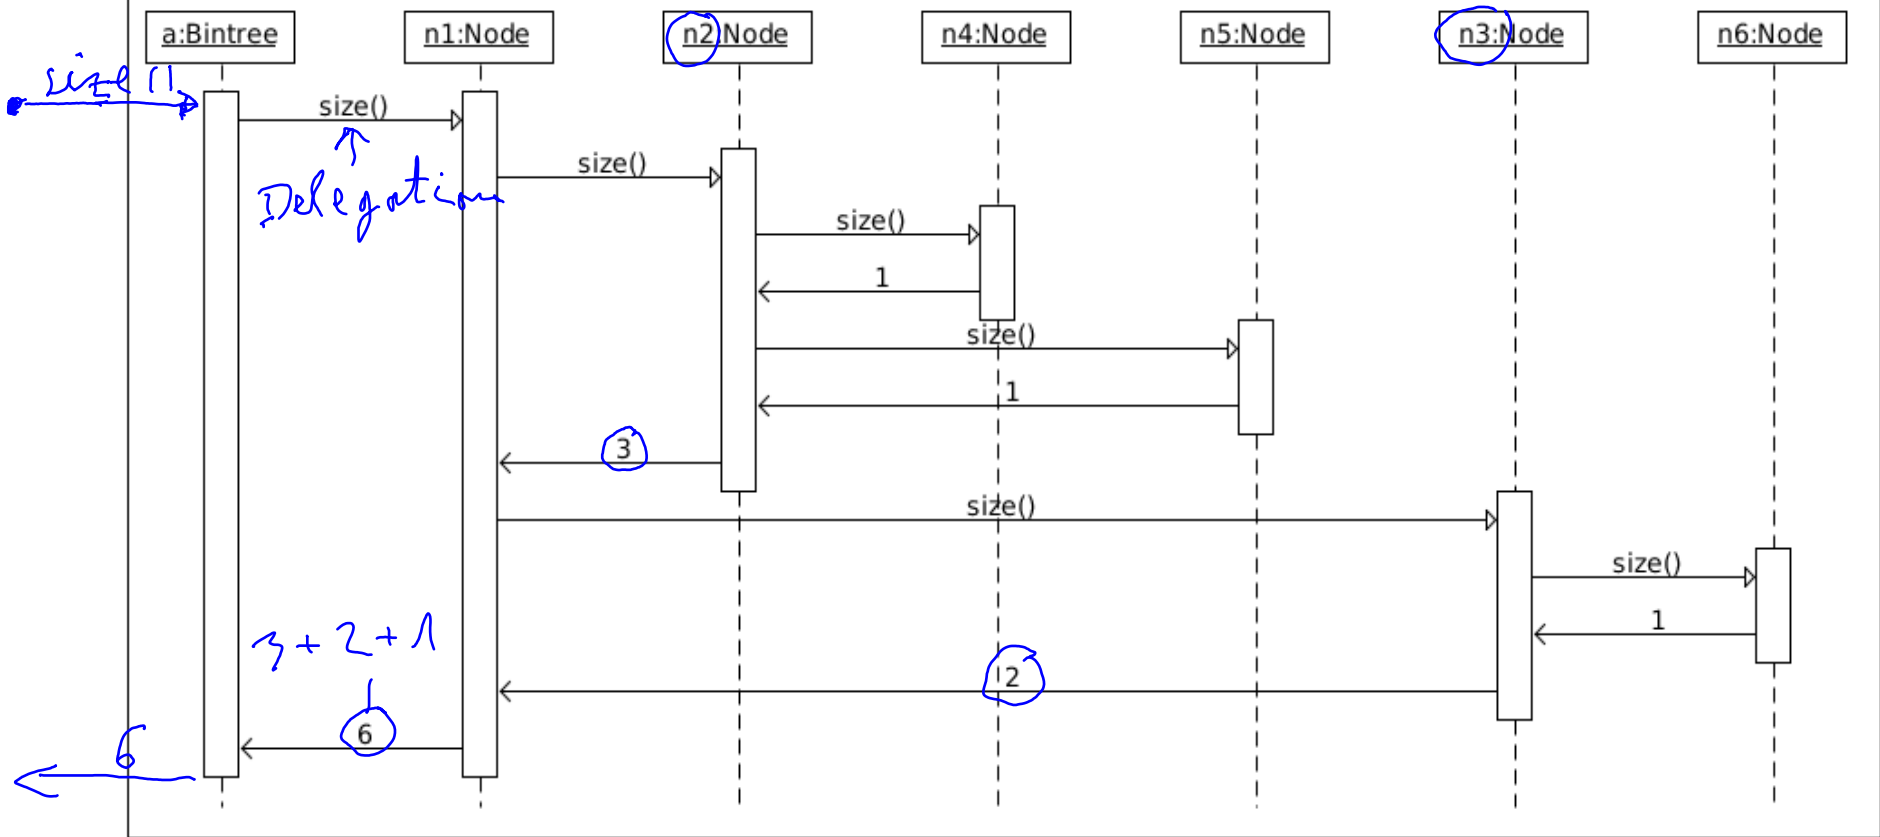 a:Bintree n1:Node n2:Node n4:Node n5:Node n3:Node n6:Node
size()
size()
Delegation
size()
size()
1
size()
1
3
size()
size()
1
3 + 2 + 1
2
6
6